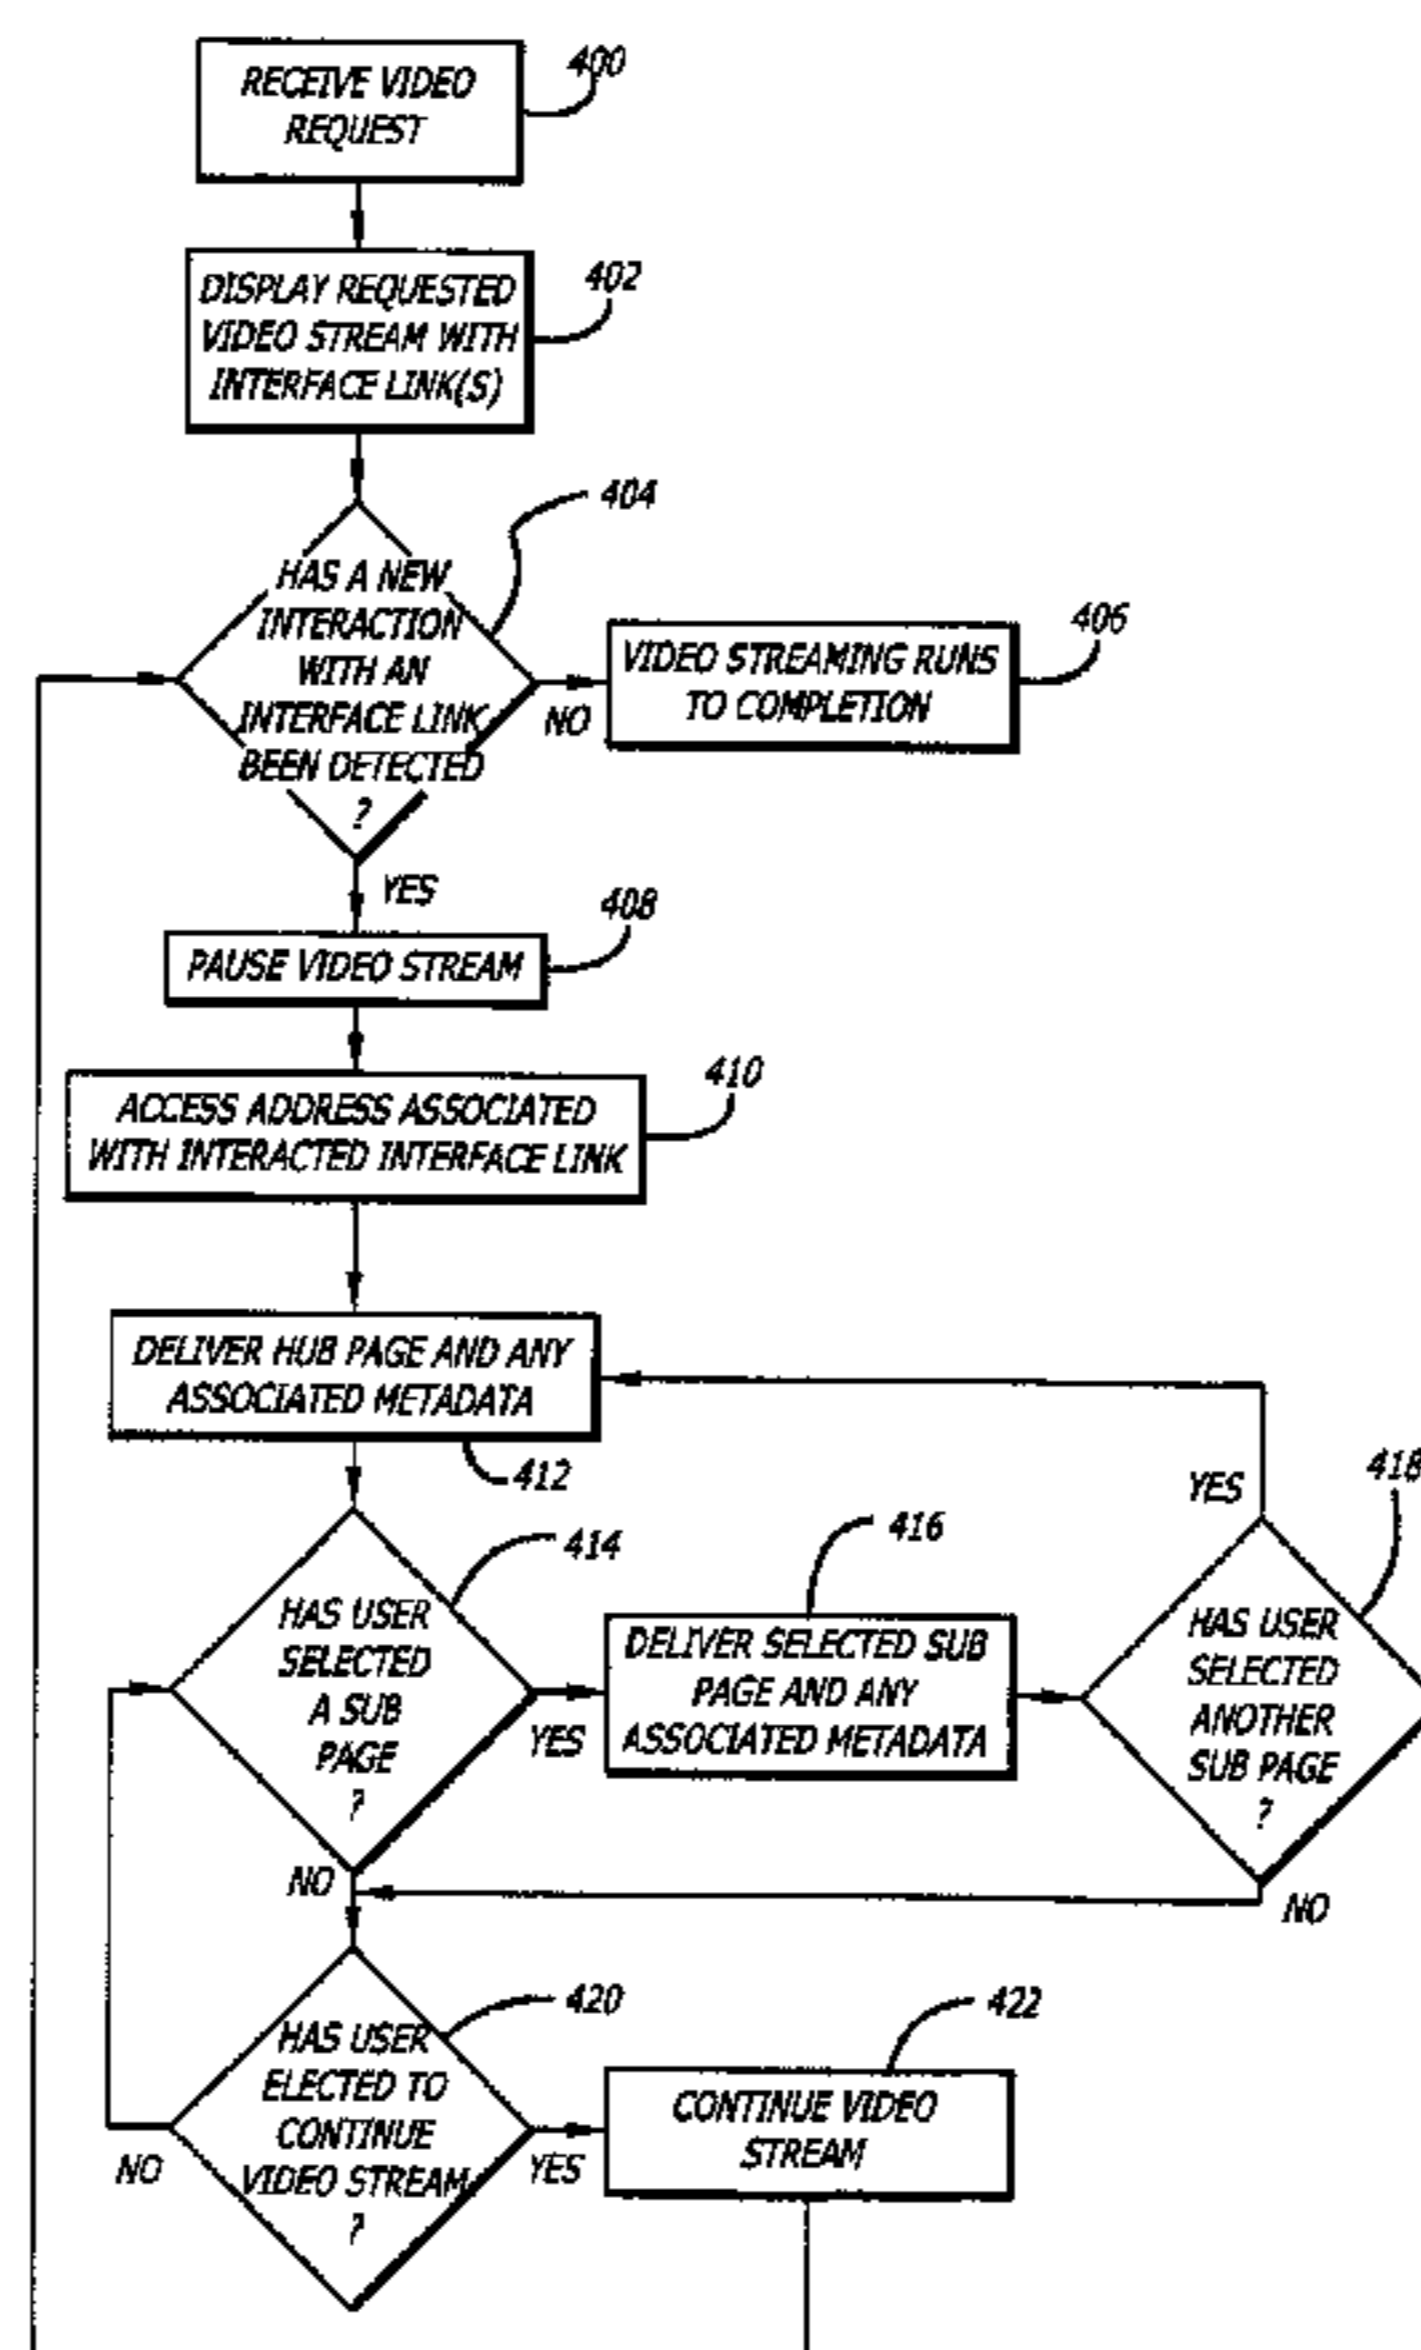 RECEIVE VIDEO
REQUEST
400
DISPLAY REQUESTED
VIDEO STREAM WITH
INTERFACE LINK(S)
402
404
HAS A NEW
INTERACTION
WITH AN
INTERFACE LINK
BEEN DETECTED
?
NO
VIDEO STREAMING RUNS
TO COMPLETION
406
YES
PAUSE VIDEO STREAM
408
ACCESS ADDRESS ASSOCIATED
WITH INTERACTED INTERFACE LINK
410
DELIVER HUB PAGE AND ANY
ASSOCIATED METADATA
412
HAS USER
SELECTED
A SUB
PAGE
?
414
YES
DELIVER SELECTED SUB
PAGE AND ANY
ASSOCIATED METADATA
416
YES
418
HAS USER
SELECTED
ANOTHER
SUB PAGE
?
NO
NO
HAS USER
ELECTED TO
CONTINUE
VIDEO STREAM
?
420
NO
YES
CONTINUE VIDEO
STREAM
422